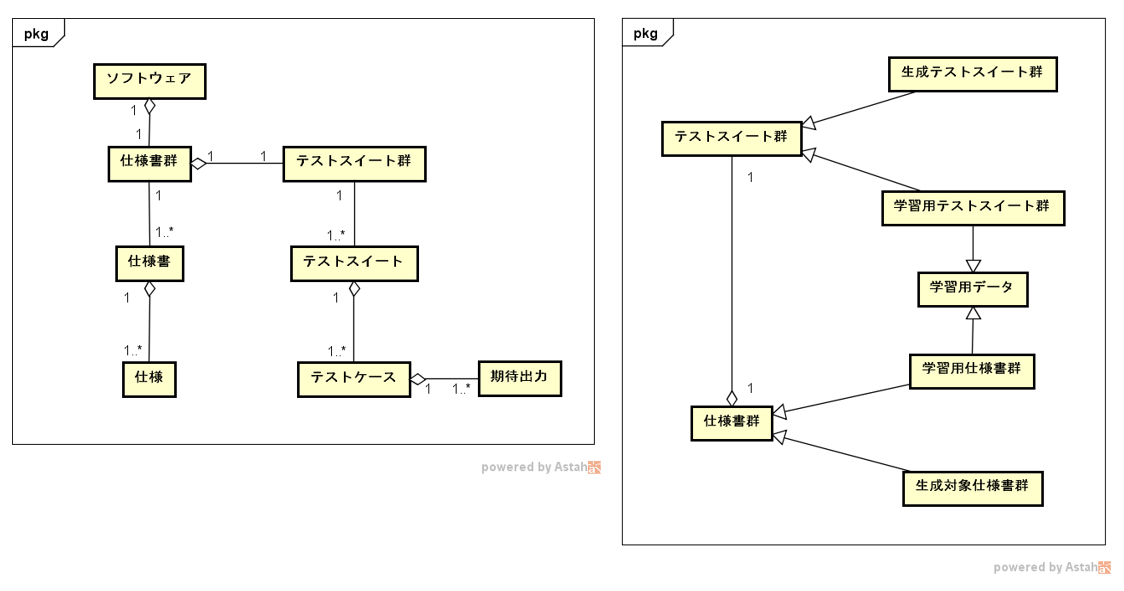 pkg
ソフトウェア
1
1
仕様書群
1
1
テストスイート群
1
1..*
1
1..*
仕様書
テストスイート
1
1..*
1
1..*
仕様
テストケース
1
1..*
期待出力
powered by Astah
pkg
生成テストスイート群
テストスイート群
1
学習用テストスイート群
学習用データ
学習用仕様書群
1
仕様書群
生成対象仕様書群
powered by Astah